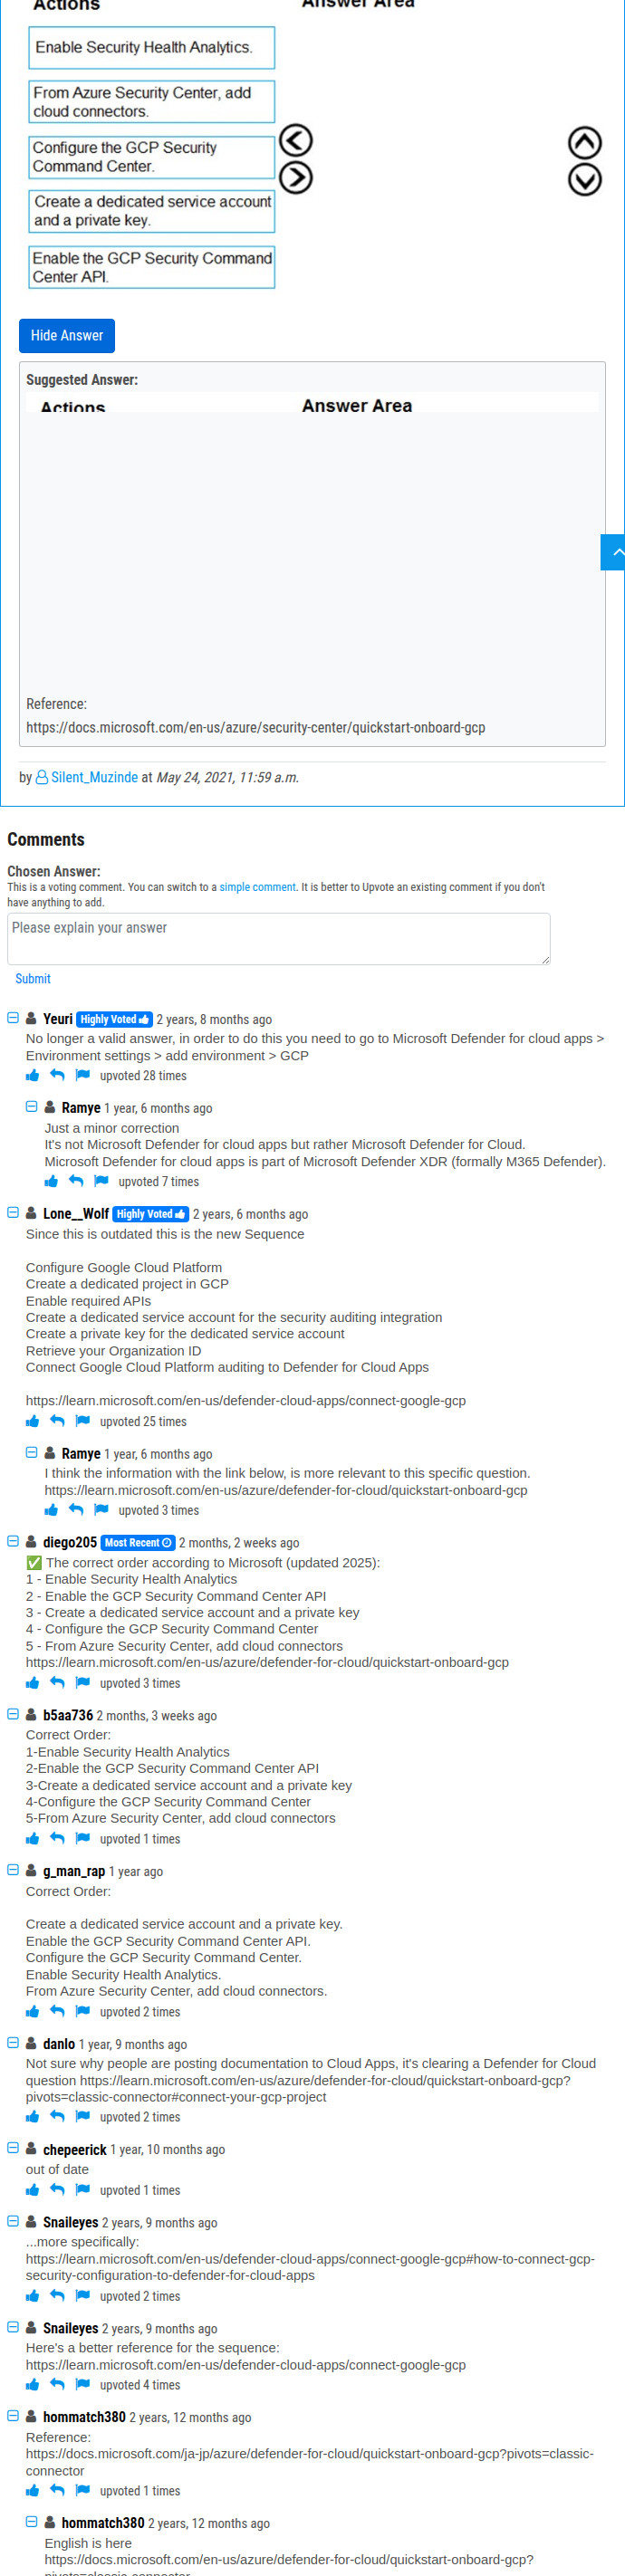 Actions
Answer Area
Enable Security Health Analytics.
From Azure Security Center, add
cloud connectors.
Configure the GCP Security
Command Center.
Create a dedicated service account
and a private key.
Enable the GCP Security Command
Center API.
Hide Answer
Suggested Answer:
Actions
Answer Area
Reference:
https://docs.microsoft.com/en-us/azure/security-center/quickstart-onboard-gcp
by Silent_Muzinde at May 24, 2021, 11:59 a.m.
Comments
Chosen Answer:
This is a voting comment. You can switch to a simple comment. It is better to Upvote an existing comment if you don't
have anything to add.
Please explain your answer
Submit
Yeuri Highly Voted 2 years, 8 months ago
No longer a valid answer, in order to do this you need to go to Microsoft Defender for cloud apps >
Environment settings > add environment > GCP
upvoted 28 times
Ramye 1 year, 6 months ago
Just a minor correction
It's not Microsoft Defender for cloud apps but rather Microsoft Defender for Cloud.
Microsoft Defender for cloud apps is part of Microsoft Defender XDR (formally M365 Defender).
upvoted 7 times
Lone__Wolf Highly Voted 2 years, 6 months ago
Since this is outdated this is the new Sequence
Configure Google Cloud Platform
Create a dedicated project in GCP
Enable required APIs
Create a dedicated service account for the security auditing integration
Create a private key for the dedicated service account
Retrieve your Organization ID
Connect Google Cloud Platform auditing to Defender for Cloud Apps
https://learn.microsoft.com/en-us/defender-cloud-apps/connect-google-gcp
upvoted 25 times
Ramye 1 year, 6 months ago
I think the information with the link below, is more relevant to this specific question.
https://learn.microsoft.com/en-us/azure/defender-for-cloud/quickstart-onboard-gcp
upvoted 3 times
diego205 Most Recent 2 months, 2 weeks ago
✅ The correct order according to Microsoft (updated 2025):
1 - Enable Security Health Analytics
2 - Enable the GCP Security Command Center API
3 - Create a dedicated service account and a private key
4 - Configure the GCP Security Command Center
5 - From Azure Security Center, add cloud connectors
https://learn.microsoft.com/en-us/azure/defender-for-cloud/quickstart-onboard-gcp
upvoted 3 times
b5aa736 2 months, 3 weeks ago
Correct Order:
1-Enable Security Health Analytics
2-Enable the GCP Security Command Center API
3-Create a dedicated service account and a private key
4-Configure the GCP Security Command Center
5-From Azure Security Center, add cloud connectors
upvoted 1 times
g_man_rap 1 year ago
Correct Order:
Create a dedicated service account and a private key.
Enable the GCP Security Command Center API.
Configure the GCP Security Command Center.
Enable Security Health Analytics.
From Azure Security Center, add cloud connectors.
upvoted 2 times
danlo 1 year, 9 months ago
Not sure why people are posting documentation to Cloud Apps, it's clearing a Defender for Cloud
question https://learn.microsoft.com/en-us/azure/defender-for-cloud/quickstart-onboard-gcp?
pivots=classic-connector#connect-your-gcp-project
upvoted 2 times
chepeerick 1 year, 10 months ago
out of date
upvoted 1 times
Snaileyes 2 years, 9 months ago
...more specifically:
https://learn.microsoft.com/en-us/defender-cloud-apps/connect-google-gcp#how-to-connect-gcp-
security-configuration-to-defender-for-cloud-apps
upvoted 2 times
Snaileyes 2 years, 9 months ago
Here's a better reference for the sequence:
https://learn.microsoft.com/en-us/defender-cloud-apps/connect-google-gcp
upvoted 4 times
hommatch380 2 years, 12 months ago
Reference:
https://docs.microsoft.com/ja-jp/azure/defender-for-cloud/quickstart-onboard-gcp?pivots=classic-
connector
upvoted 1 times
hommatch380 2 years, 12 months ago
English is here
https://docs.microsoft.com/en-us/azure/defender-for-cloud/quickstart-onboard-gcp?
pivots=classic-connector